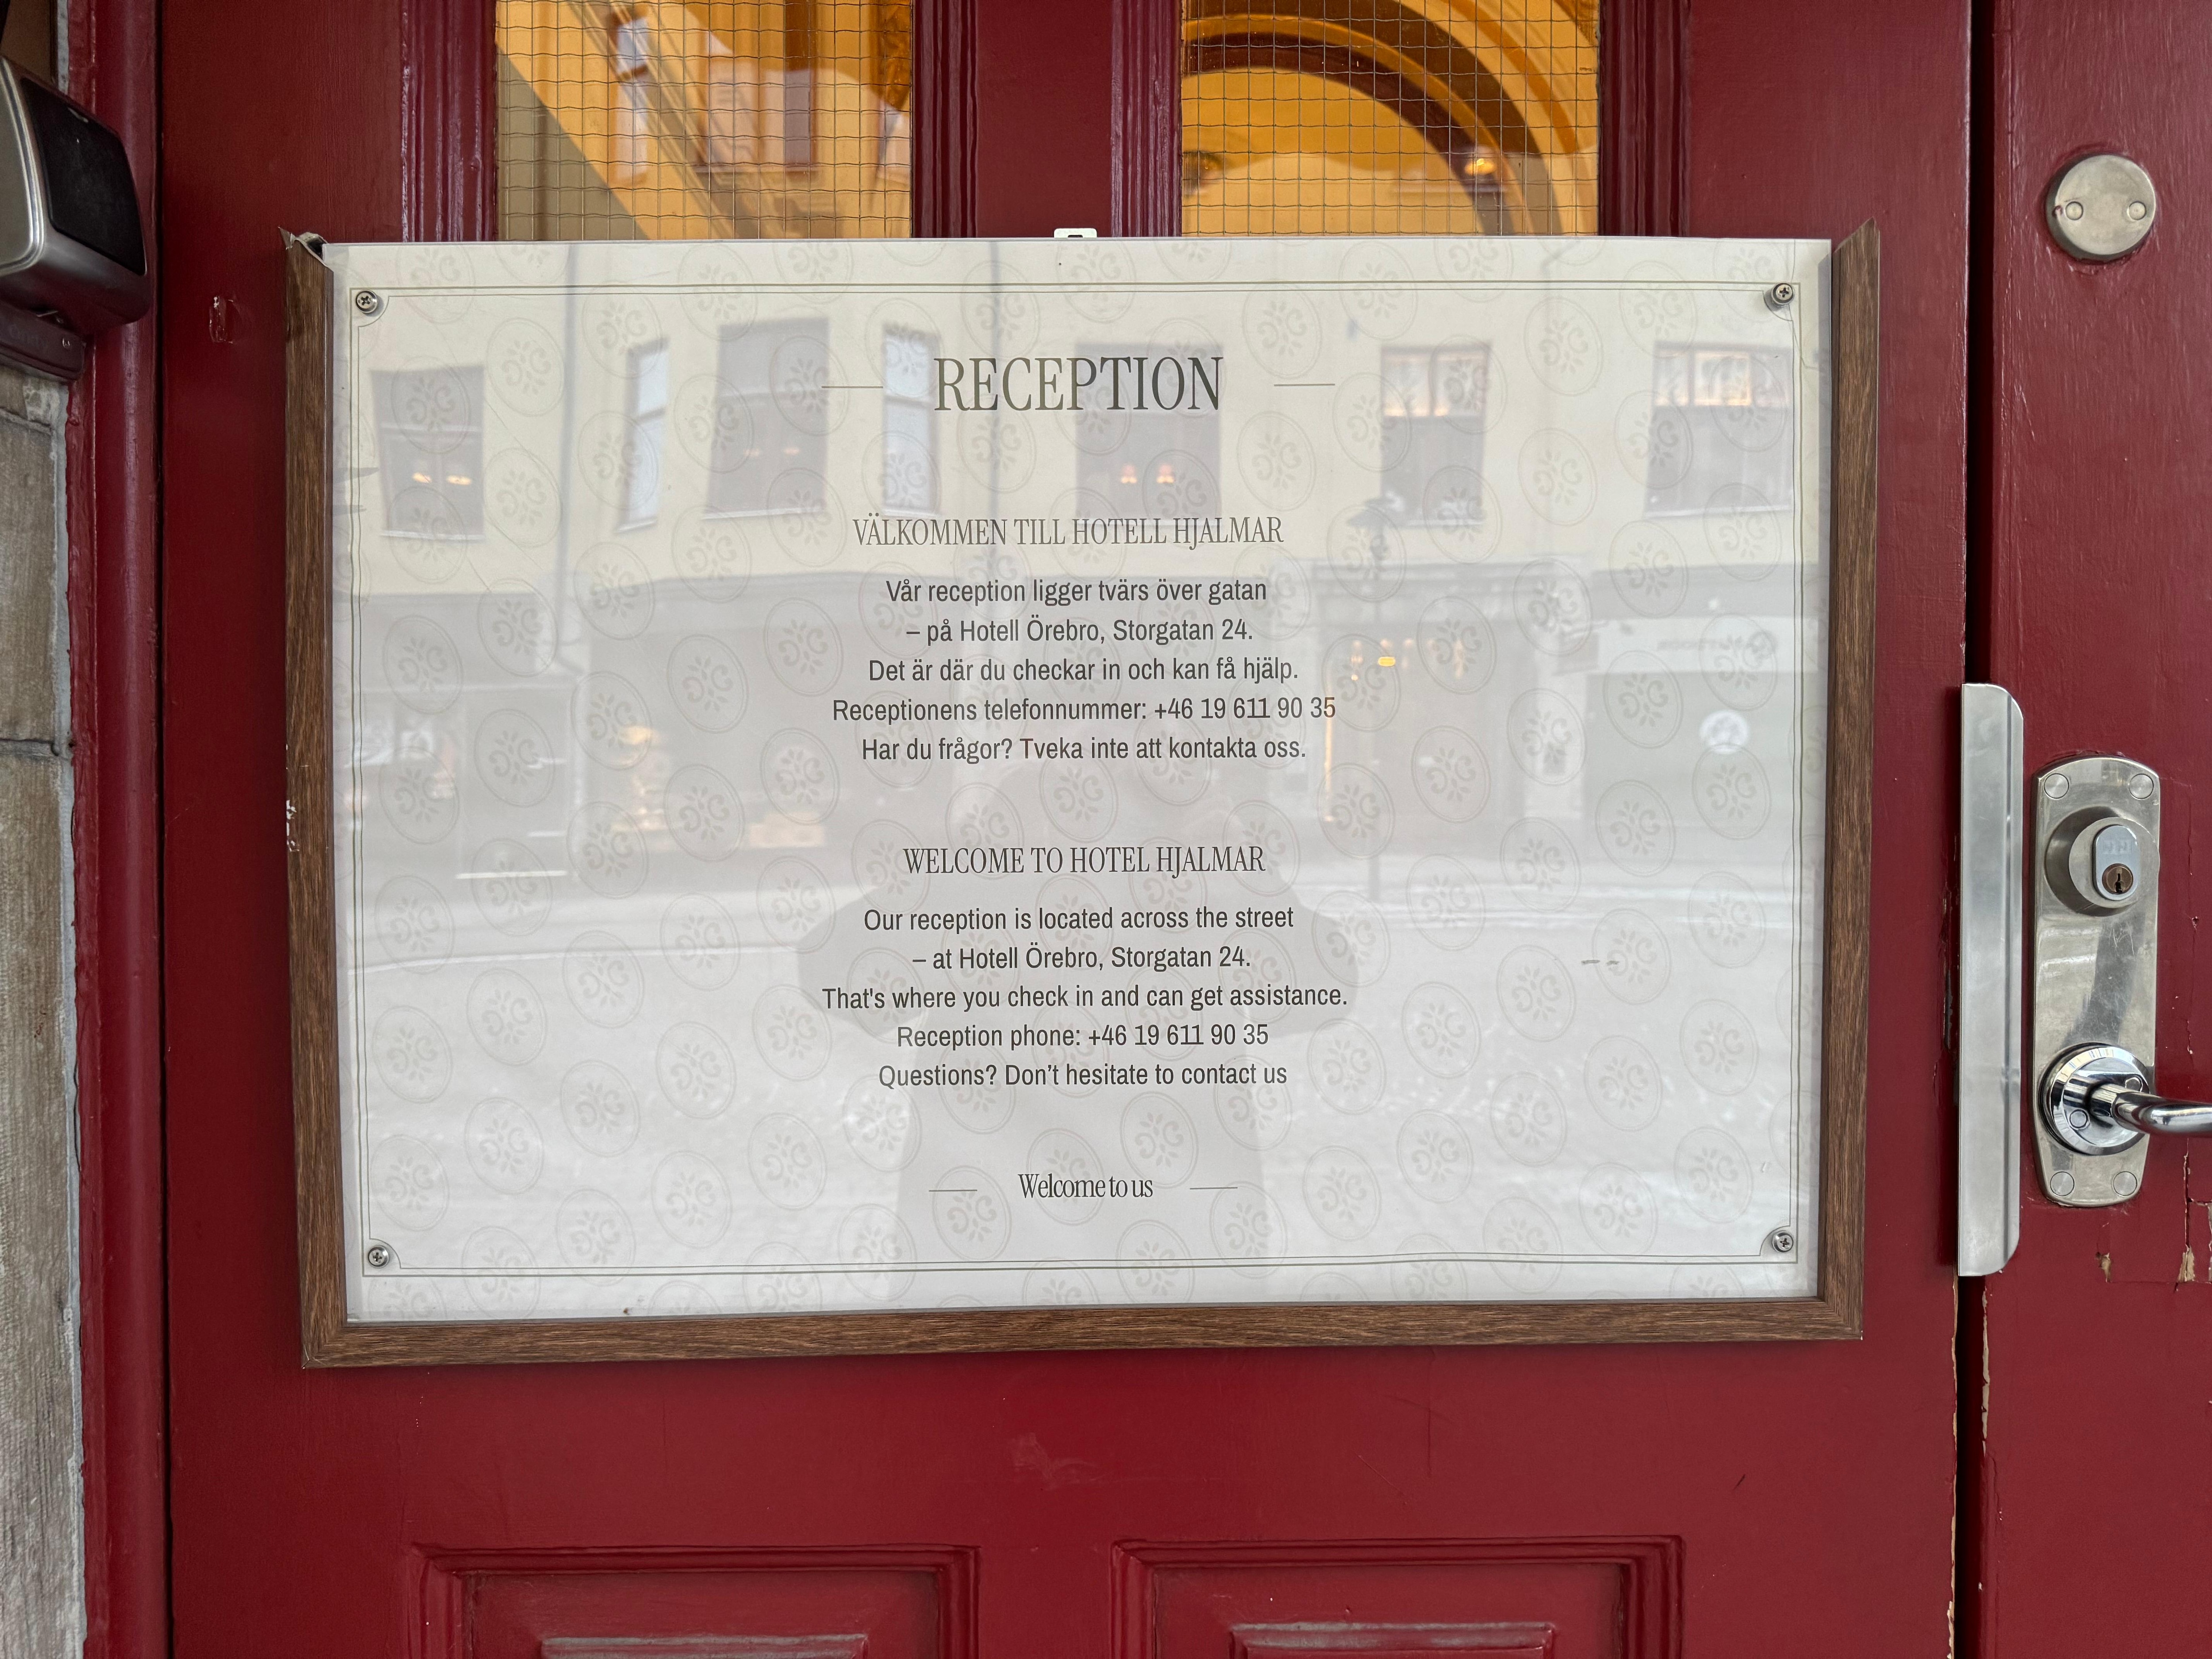 RECEPTION
VÄLKOMMEN TILL HOTELL HJALMAR
Vår reception ligger tvärs över gatan
– på Hotell Örebro, Storgatan 24.
Det är där du checkar in och kan få hjälp.
Receptionens telefonnummer: +46 19 611 90 35
Har du frågor? Tveka inte att kontakta oss.
WELCOME TO HOTEL HJALMAR
Our reception is located across the street
– at Hotell Örebro, Storgatan 24.
That's where you check in and can get assistance.
Reception phone: +46 19 611 90 35
Questions? Don’t hesitate to contact us
Welcome to us